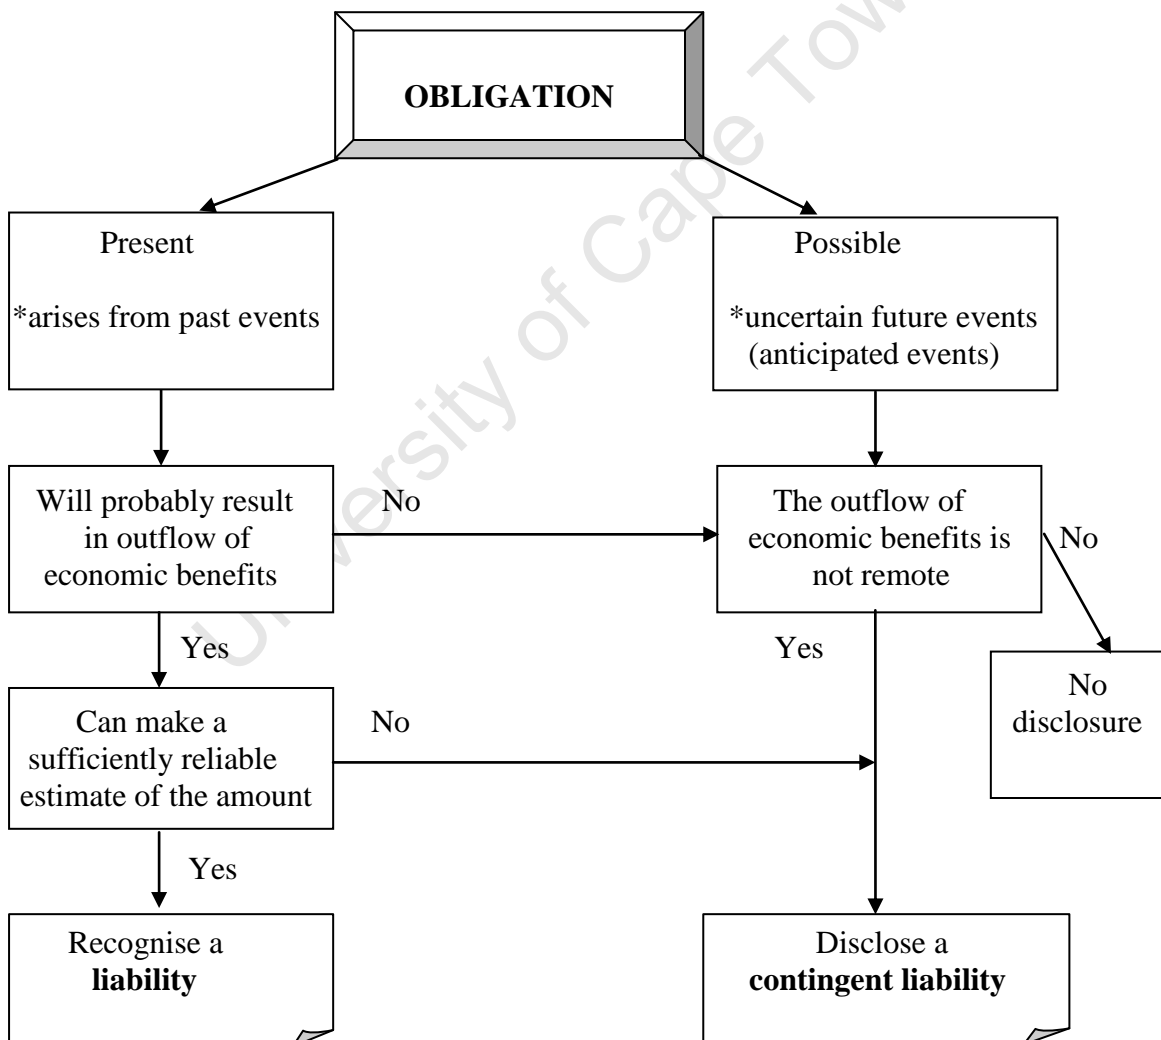 OBLIGATION
Present
*arises from past events
Possible
*uncertain future events
(anticipated events)
Will probably result
in outflow of
economic benefits
No
The outflow of
economic benefits is
not remote
No
Yes
Yes
No
disclosure
Can make a
sufficiently reliable
estimate of the amount
No
Yes
Recognise a
liability
Disclose a
contingent liability
University of Cape Tow